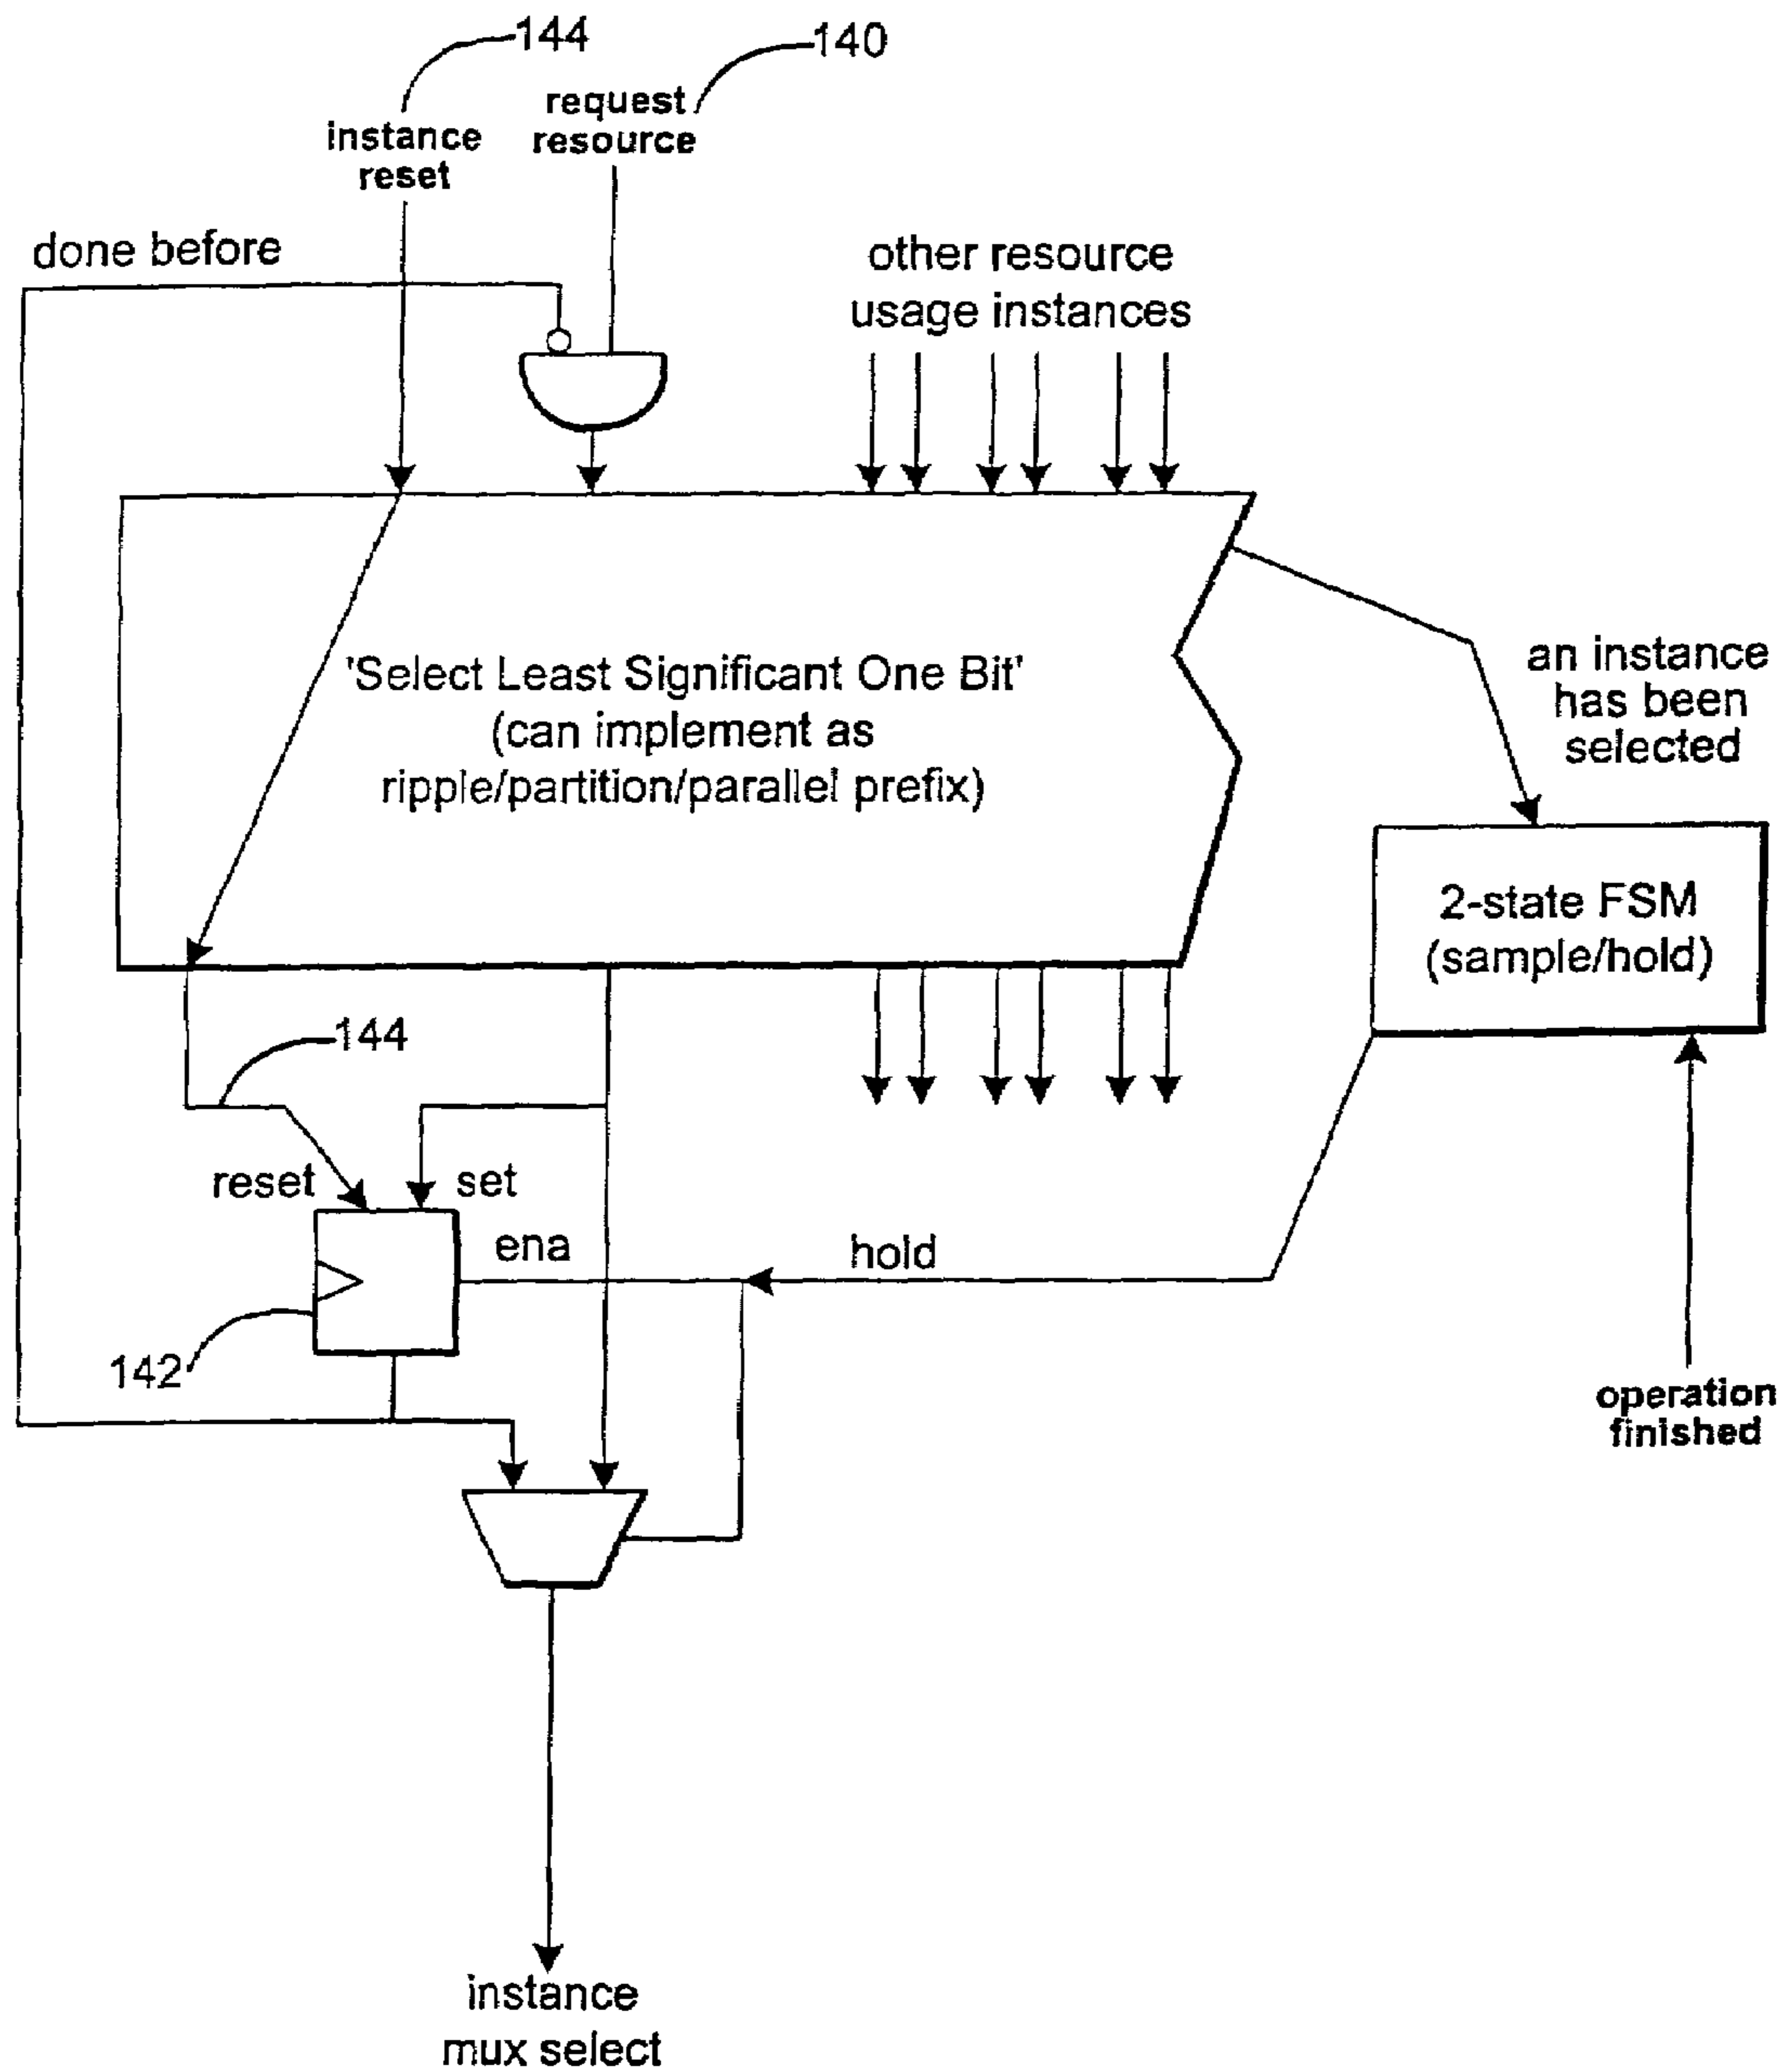 144
140
request
resource
instance
reset
done before
other resource
usage instances
'Select Least Significant One Bit'
(can implement as
ripple/partition/parallel prefix)
an instance
has been
selected
2-state FSM
(sample/hold)
144
reset
set
ena
hold
142
operation
finished
instance
mux select